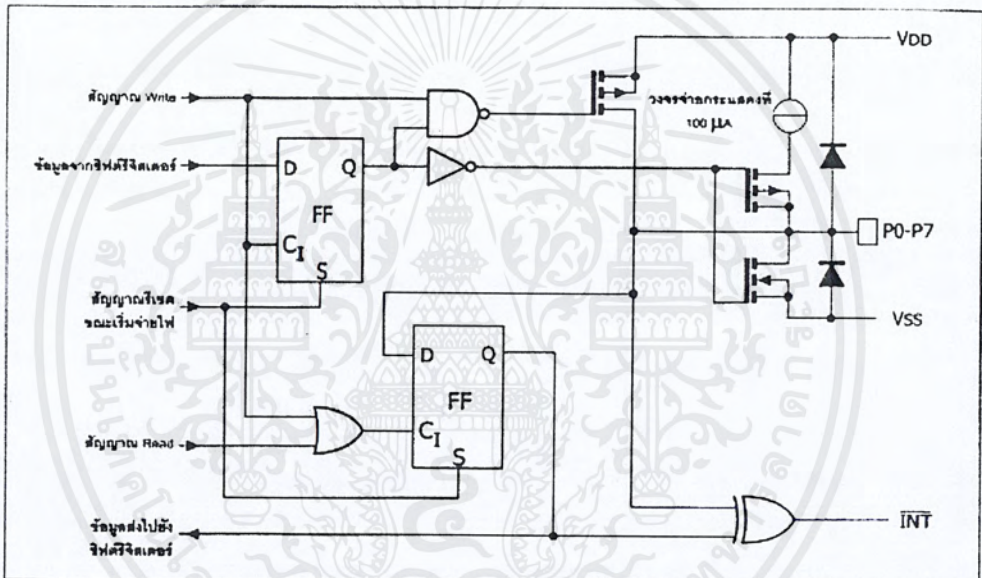 VDD
สัญญาณ Write
วงจรจ่ายกระแสคงที่
100 µA
ข้อมูลจากชิฟต์รีจิสเตอร์
D Q
FF
CI
S
P0-P7
สัญญาณรีเซต
ขณะเริ่มจ่ายไฟ
VSS
D Q
FF
CI
S
สัญญาณ Read
ข้อมูลส่งไปยัง
ชิฟต์รีจิสเตอร์
INT